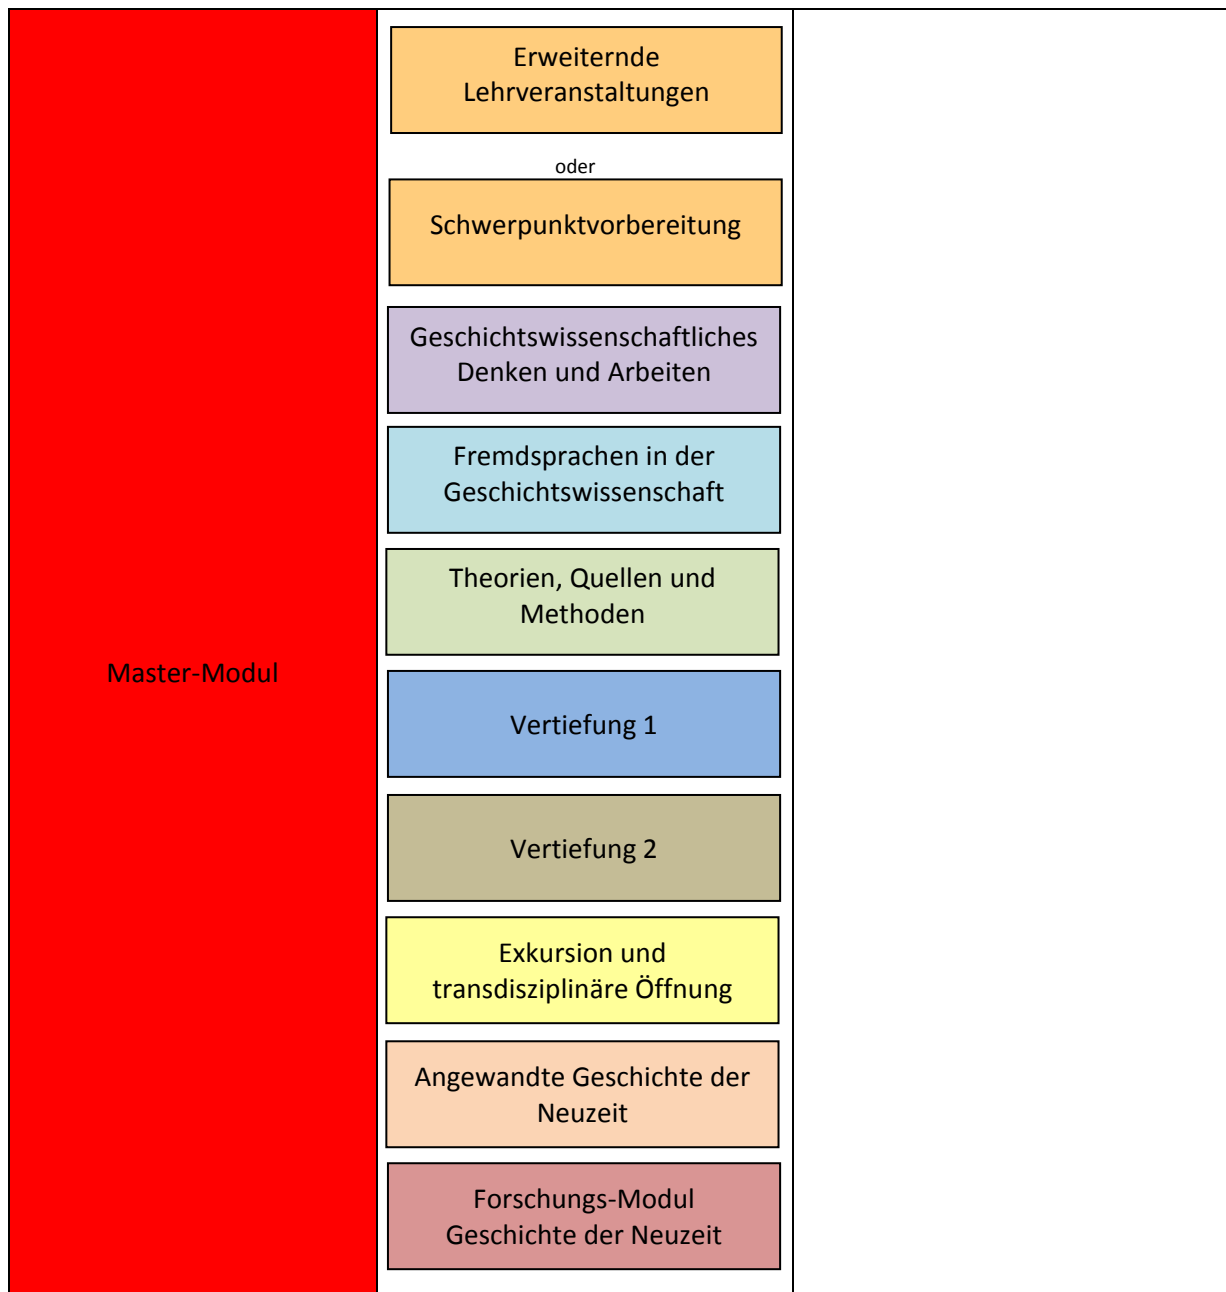 Master-Modul
Erweiternde
Lehrveranstaltungen
oder
Schwerpunktvorbereitung
Geschichtswissenschaftliches
Denken und Arbeiten
Fremdsprachen in der
Geschichtswissenschaft
Theorien, Quellen und
Methoden
Vertiefung 1
Vertiefung 2
Exkursion und
transdisziplinäre Öffnung
Angewandte Geschichte der
Neuzeit
Forschungs-Modul
Geschichte der Neuzeit